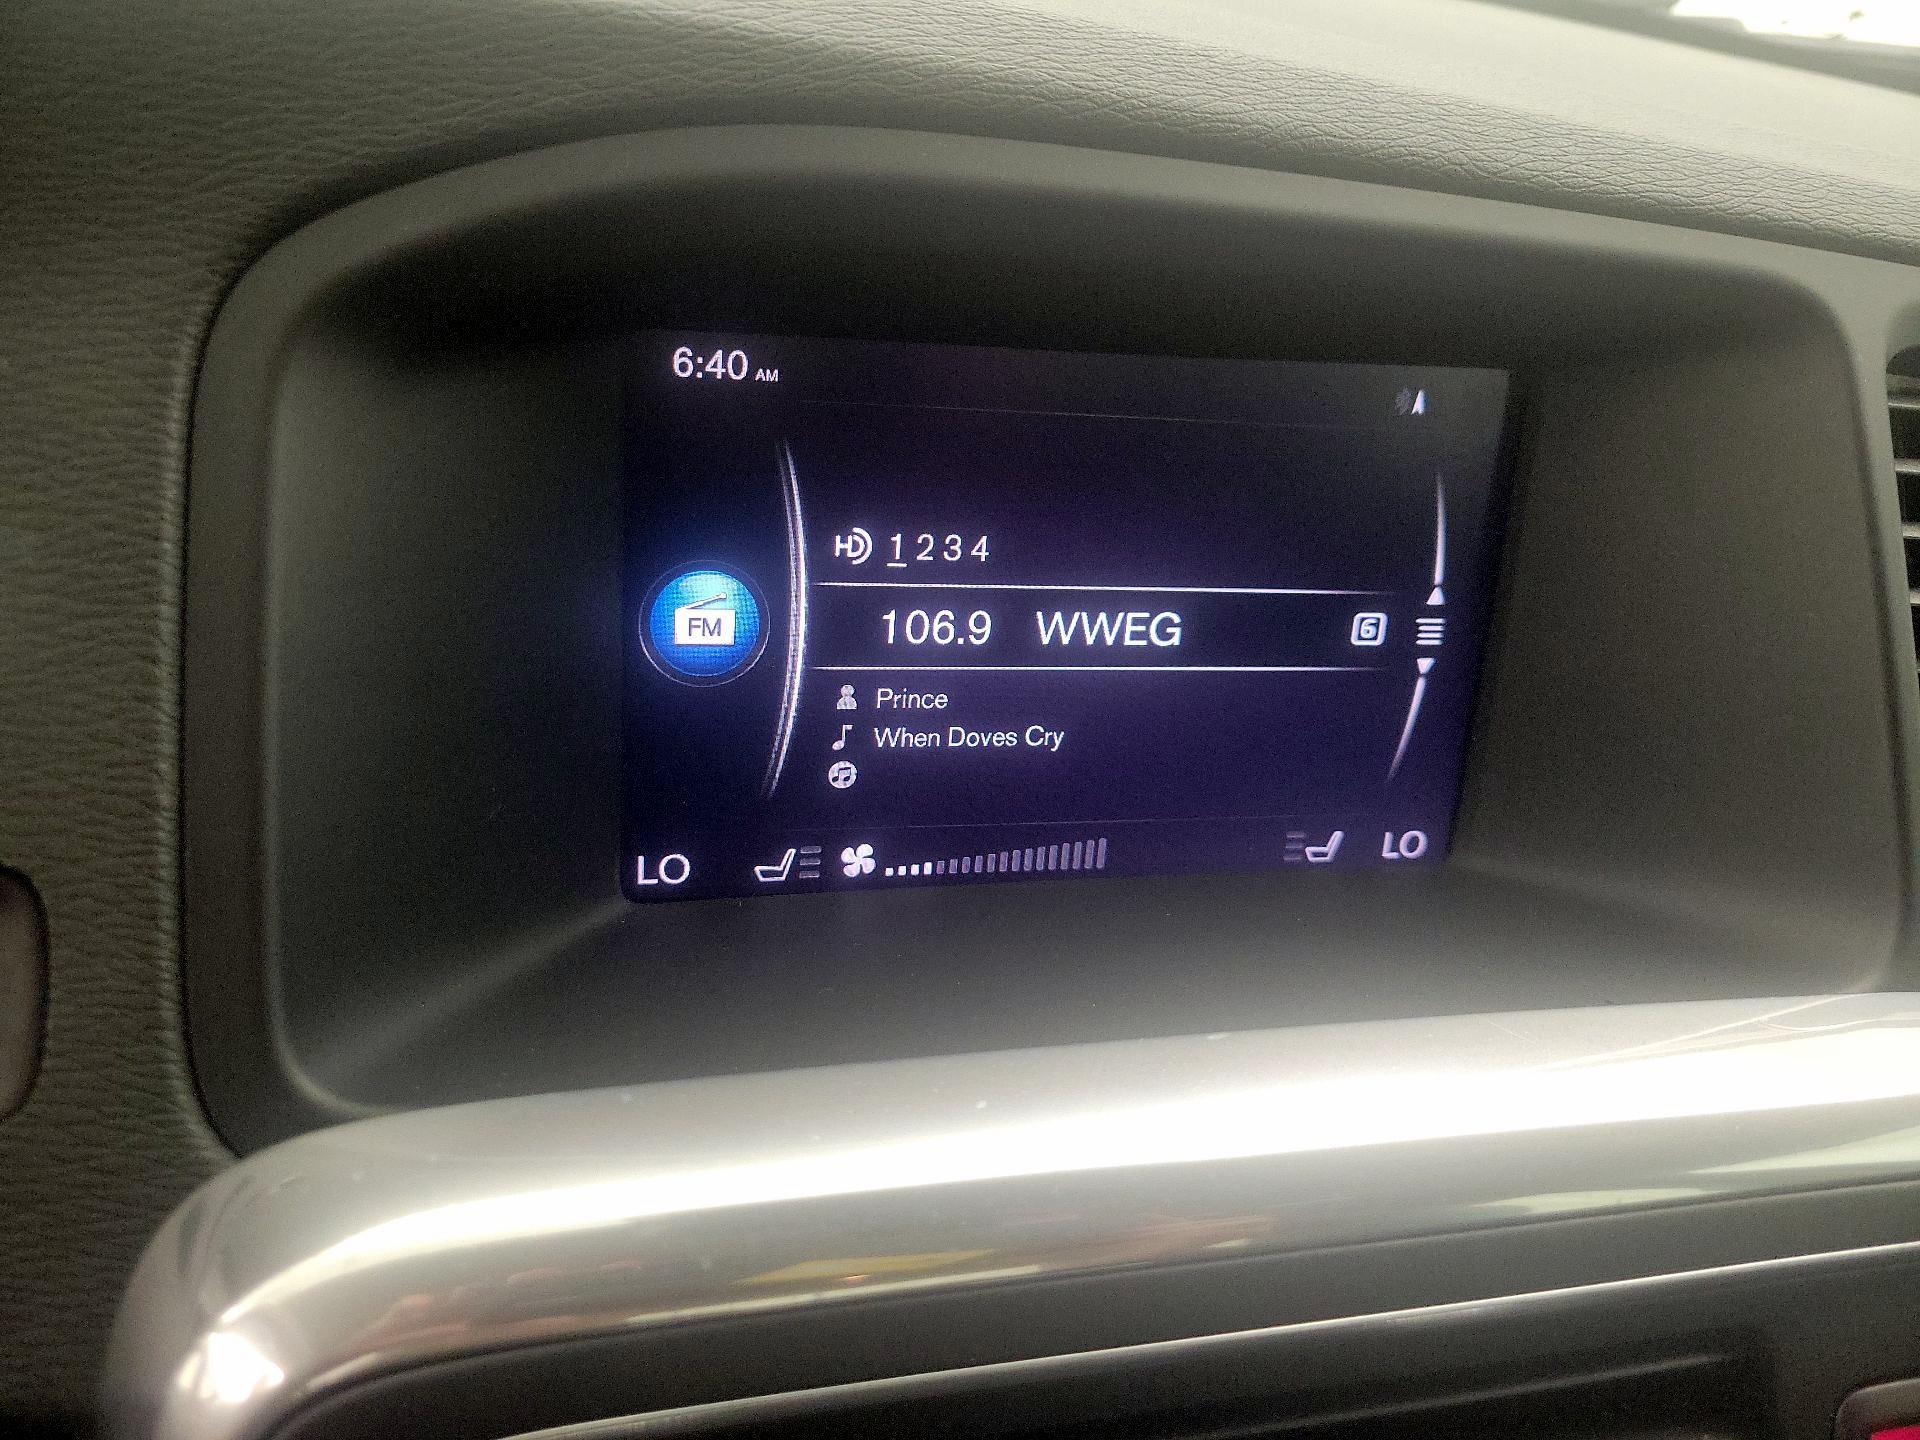 6:40 AM
HD 1 2 3 4
FM
106.9 WWEG 6
Prince
When Doves Cry
LO LO